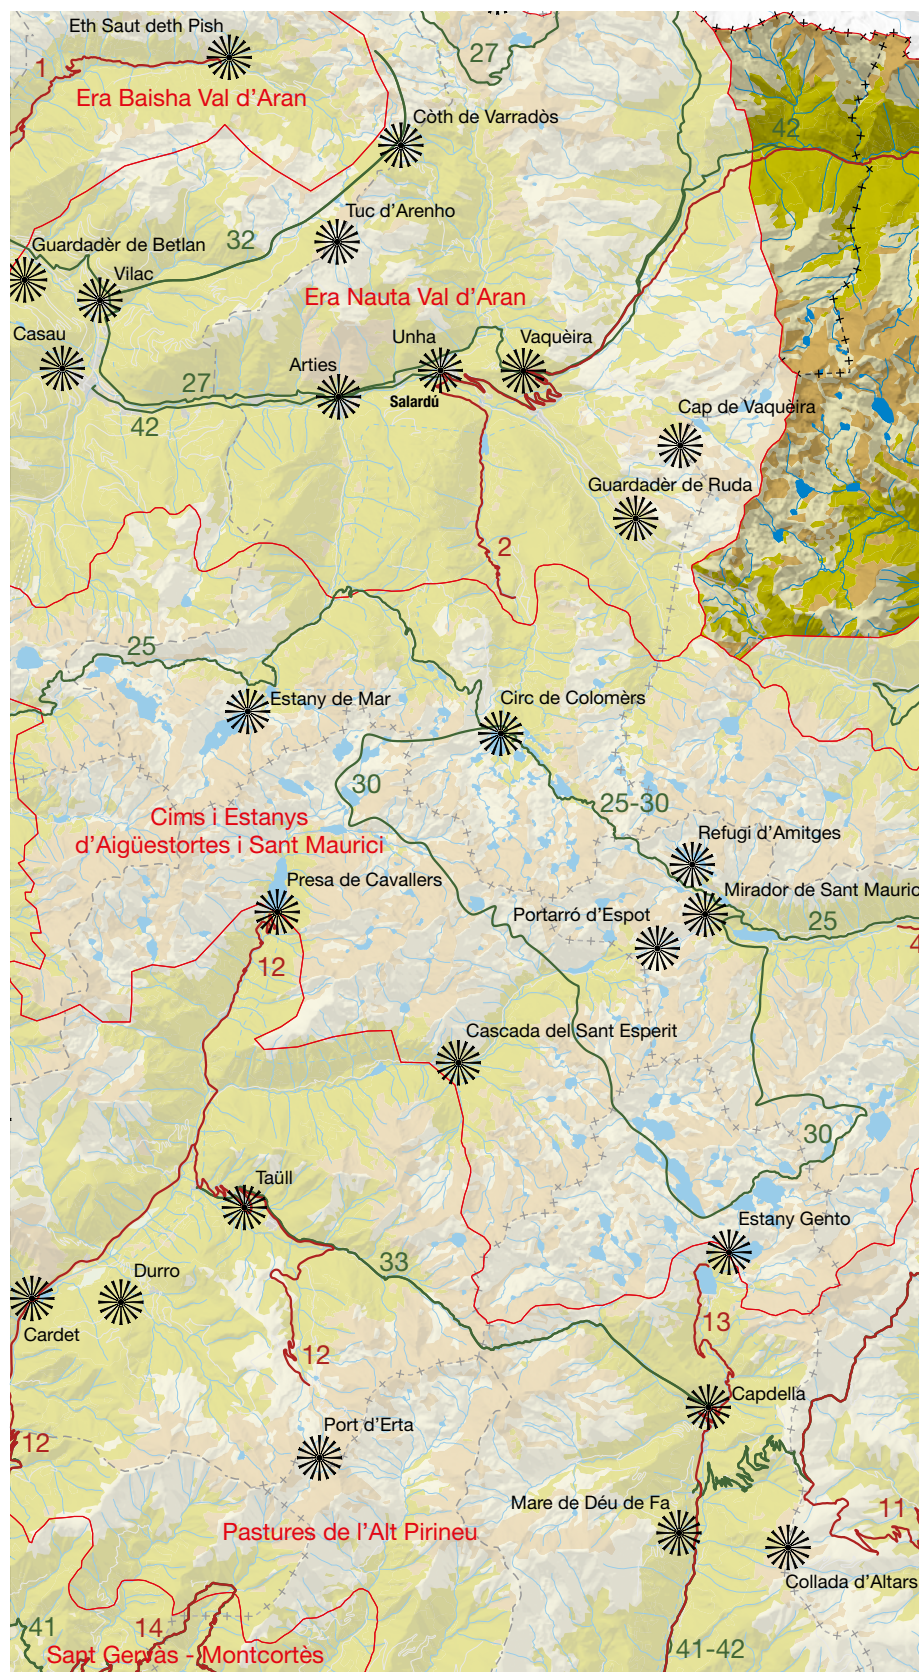 Eth Saut deth Pish
27
1
Era Baisha Val d’Aran
Còth de Varradòs
42
Tuc d’Arenho
32
Guardadèr de Betlan
Vilac
Era Nauta Val d’Aran
Casau
Unha
Vaquèira
Arties
27
Salardú
Cap de Vaquèira
42
Guardadèr de Ruda
2
25
Estany de Mar
Circ de Colomèrs
30
25-30
Cims i Estanys
d’Aigüestortes i Sant Maurici
Refugi d’Amitges
Presa de Cavallers
Mirador de Sant Mauric
Portarró d’Espot
25
4
12
Cascada del Sant Esperit
30
Taüll
Estany Gento
33
Durro
13
Cardet
12
Capdella
Port d’Erta
12
Mare de Déu de Fa
11
Pastures de l’Alt Pirineu
Collada d’Altars
41
14
Sant Gervàs - Montcortès
41-42